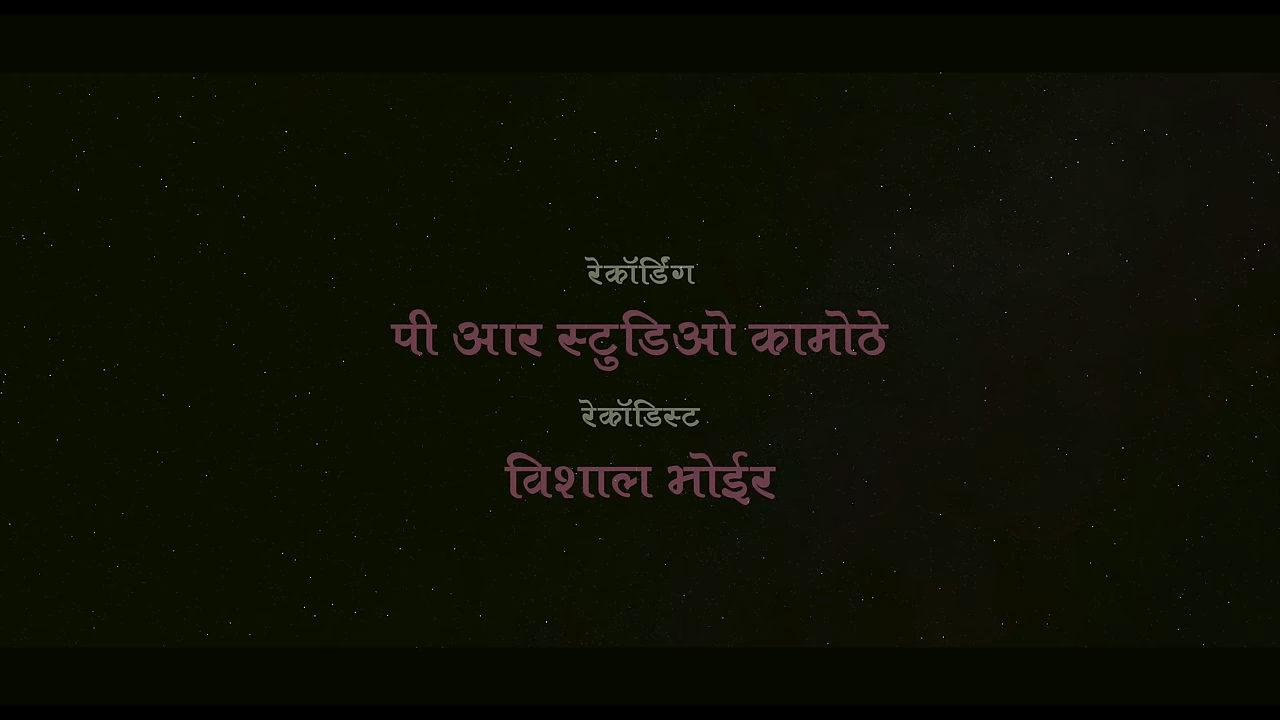 रेकॉर्डिंग
पी आर स्टुडिओ कामोठे
रेकॉडिस्ट
विशाल भोईर